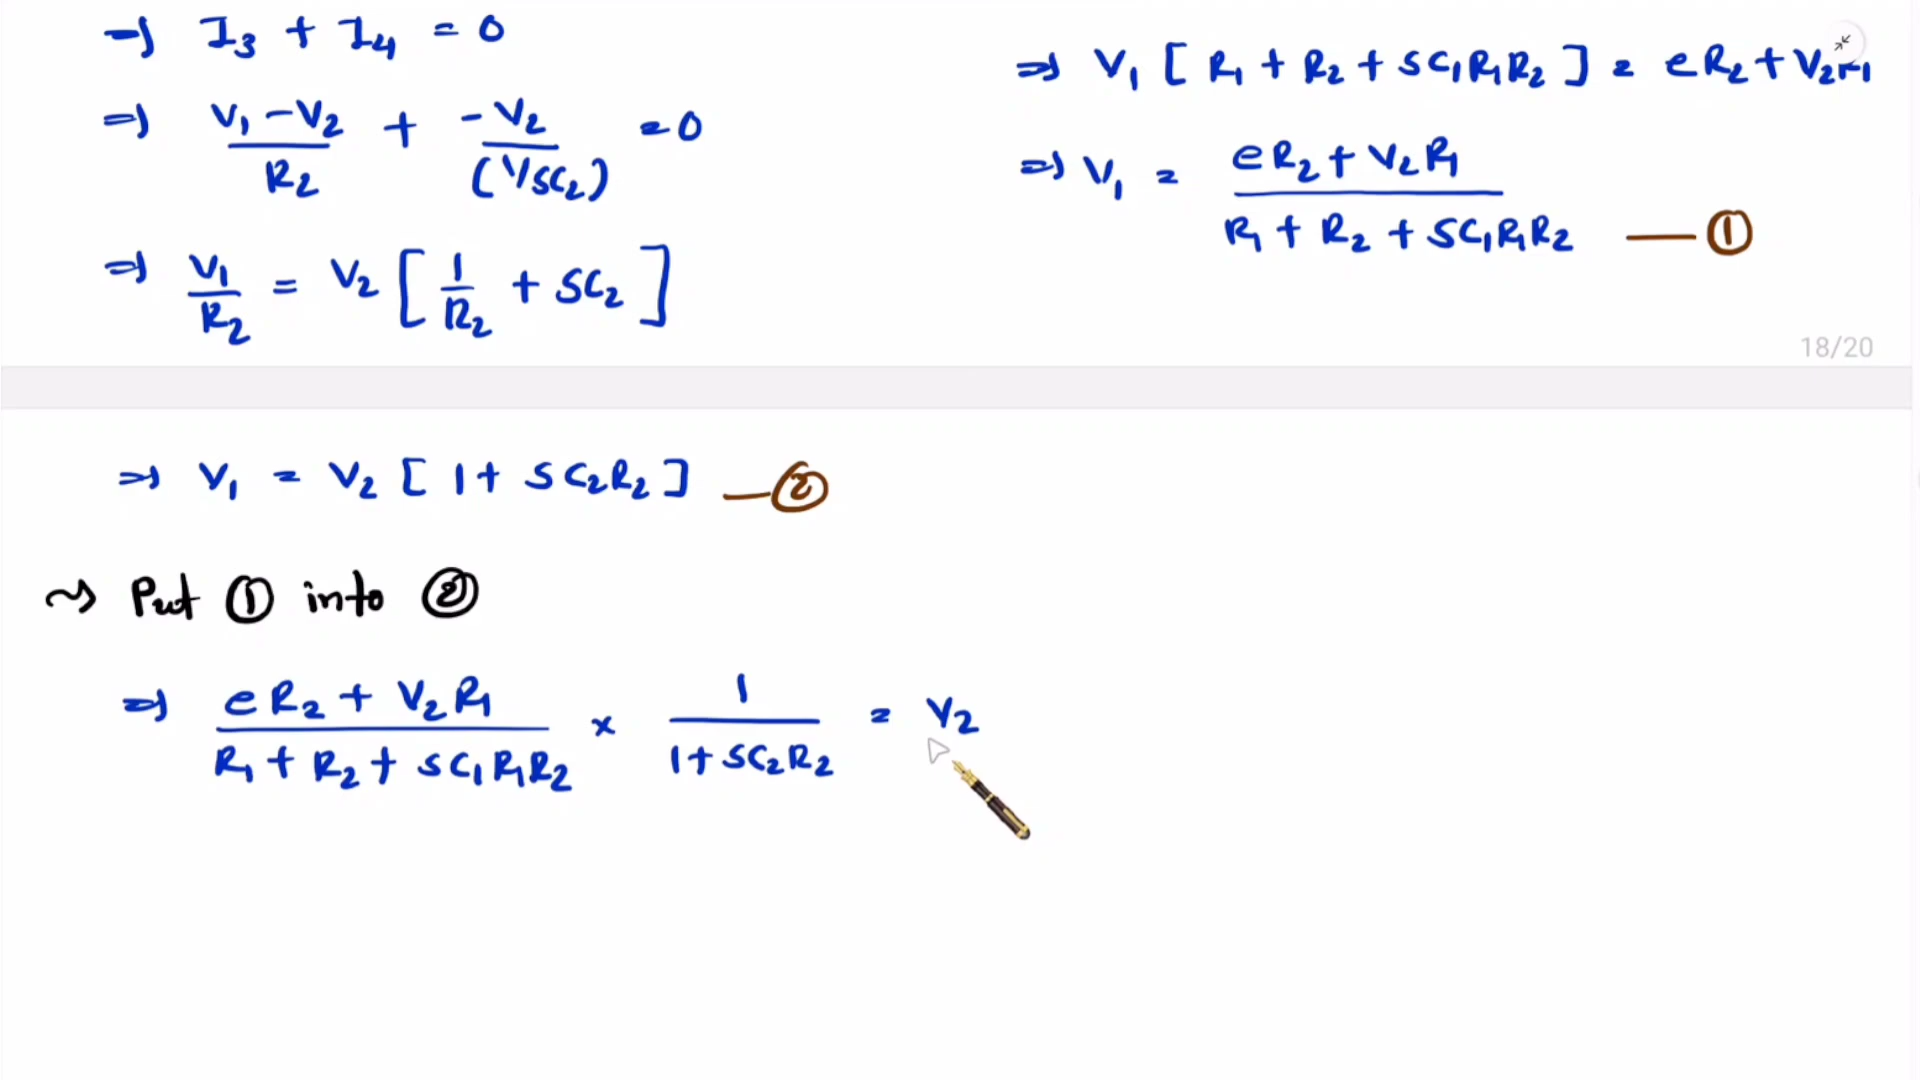 ⇒ I₃ + I₄ = 0
⇒ (V₁ - V₂)/R₂ + (-V₂)/(1/SC₂) = 0
⇒ V₁/R₂ = V₂ [ 1/R₂ + SC₂ ]
⇒ V₁ [ R₁ + R₂ + SC₁R₁R₂ ] = eR₂ + V₂R₁
⇒ V₁ = (eR₂ + V₂R₁)/(R₁ + R₂ + SC₁R₁R₂) — ①
18/20
⇒ V₁ = V₂ [ 1 + SC₂R₂ ] — ②
~> Put ① into ②
⇒ (eR₂ + V₂R₁)/(R₁ + R₂ + SC₁R₁R₂) × 1/(1 + SC₂R₂) = V₂